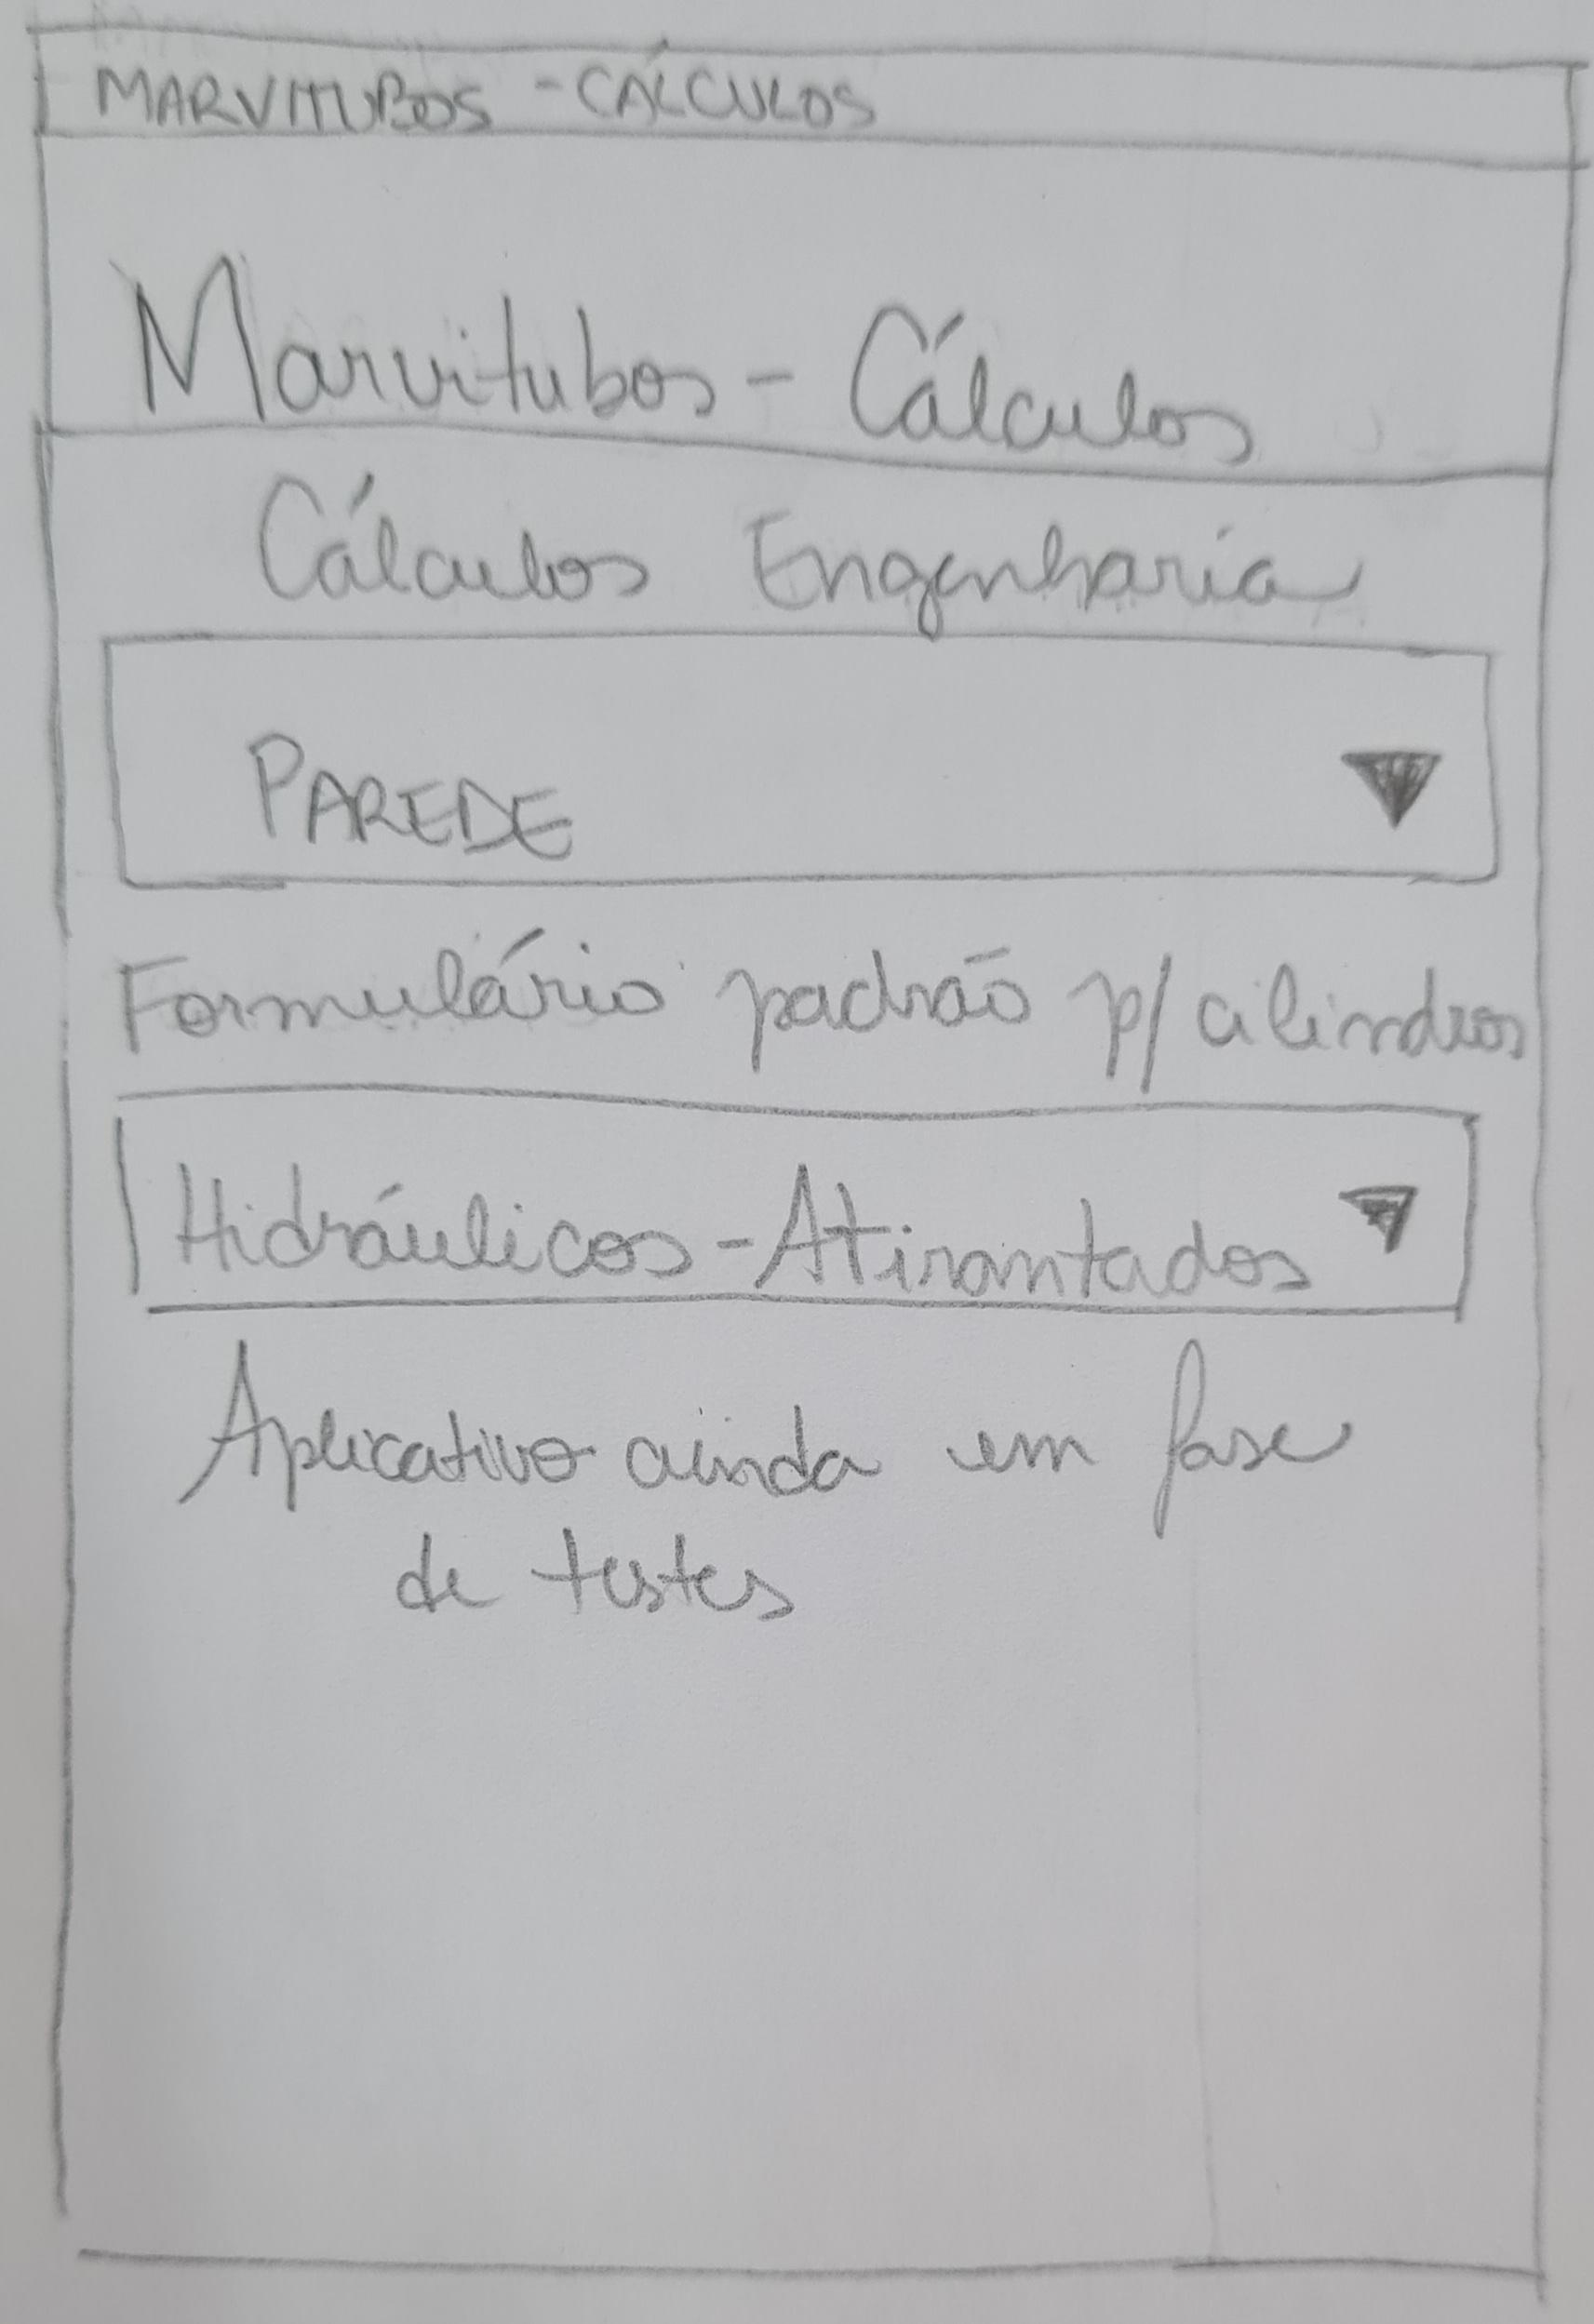 MARVITUBOS - CÁLCULOS
Marvitubos - Cálculos
Cálculos Engenharia
PAREDE
Formulário padrão p/ cilindros
Hidráulicos - Atirantados
Aplicativo ainda em fase
de testes